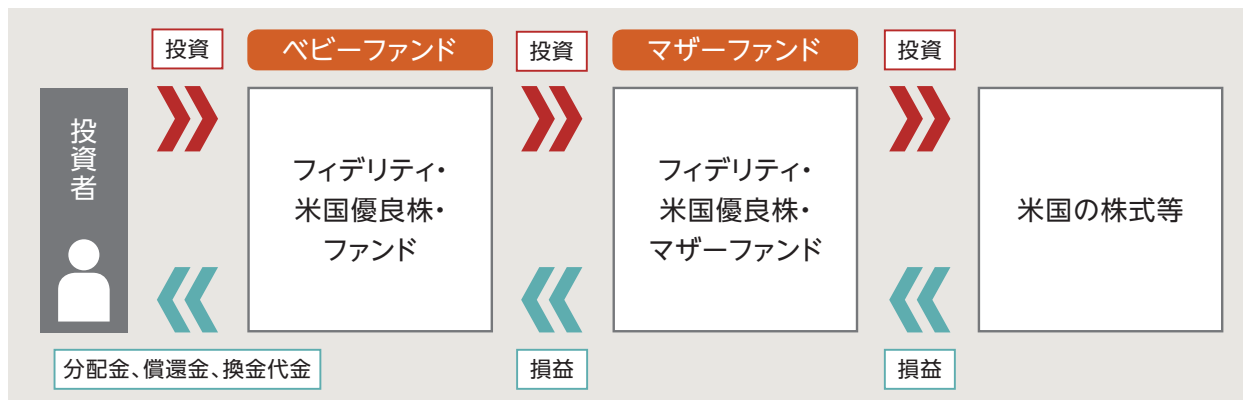 投資
ベビーファンド
投資
マザーファンド
投資
投資者
フィデリティ・
米国優良株・
ファンド
フィデリティ・
米国優良株・
マザーファンド
米国の株式等
分配金、償還金、換金代金
損益
損益